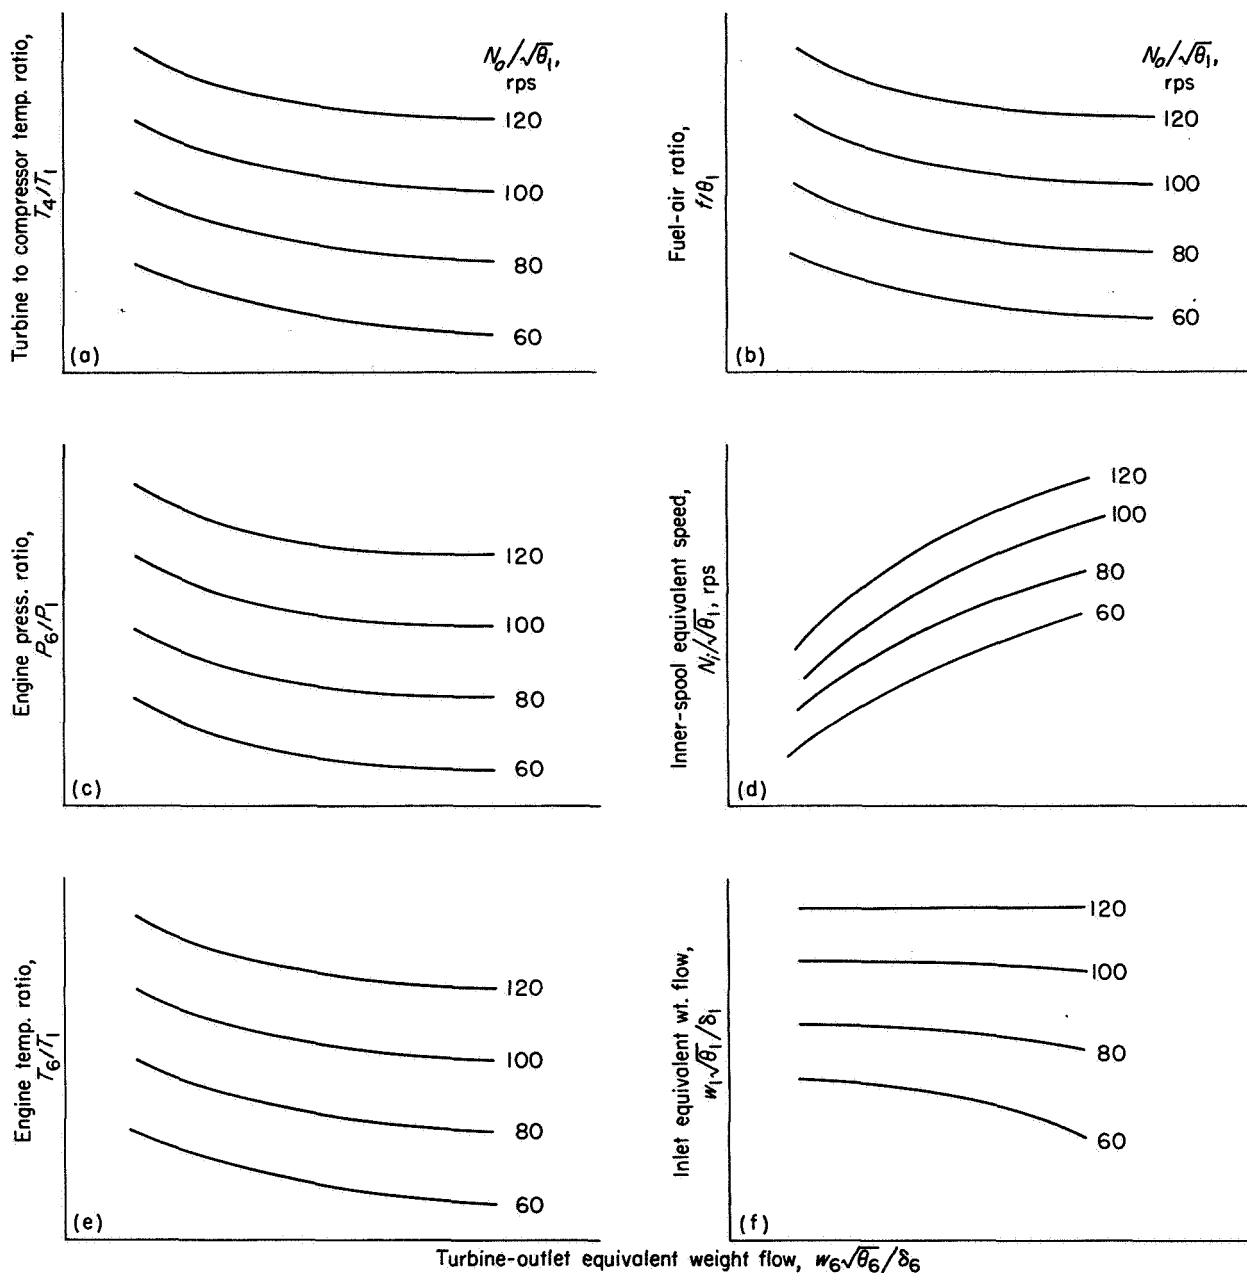 Turbine to compressor temp. ratio,
T₄/T₁
N₀/√θ₁,
rps
120
100
80
60
(a)
Fuel-air ratio,
f/θ₁
N₀/√θ₁,
rps
120
100
80
60
(b)
Engine press. ratio,
P₆/P₁
120
100
80
60
(c)
Inner-spool equivalent speed,
Nᵢ/√θ₁, rps
120
100
80
60
(d)
Engine temp. ratio,
T₆/T₁
120
100
80
60
(e)
Inlet equivalent wt. flow,
w₁√θ₁/δ₁
120
100
80
60
(f)
Turbine-outlet equivalent weight flow, w₆√θ₆/δ₆